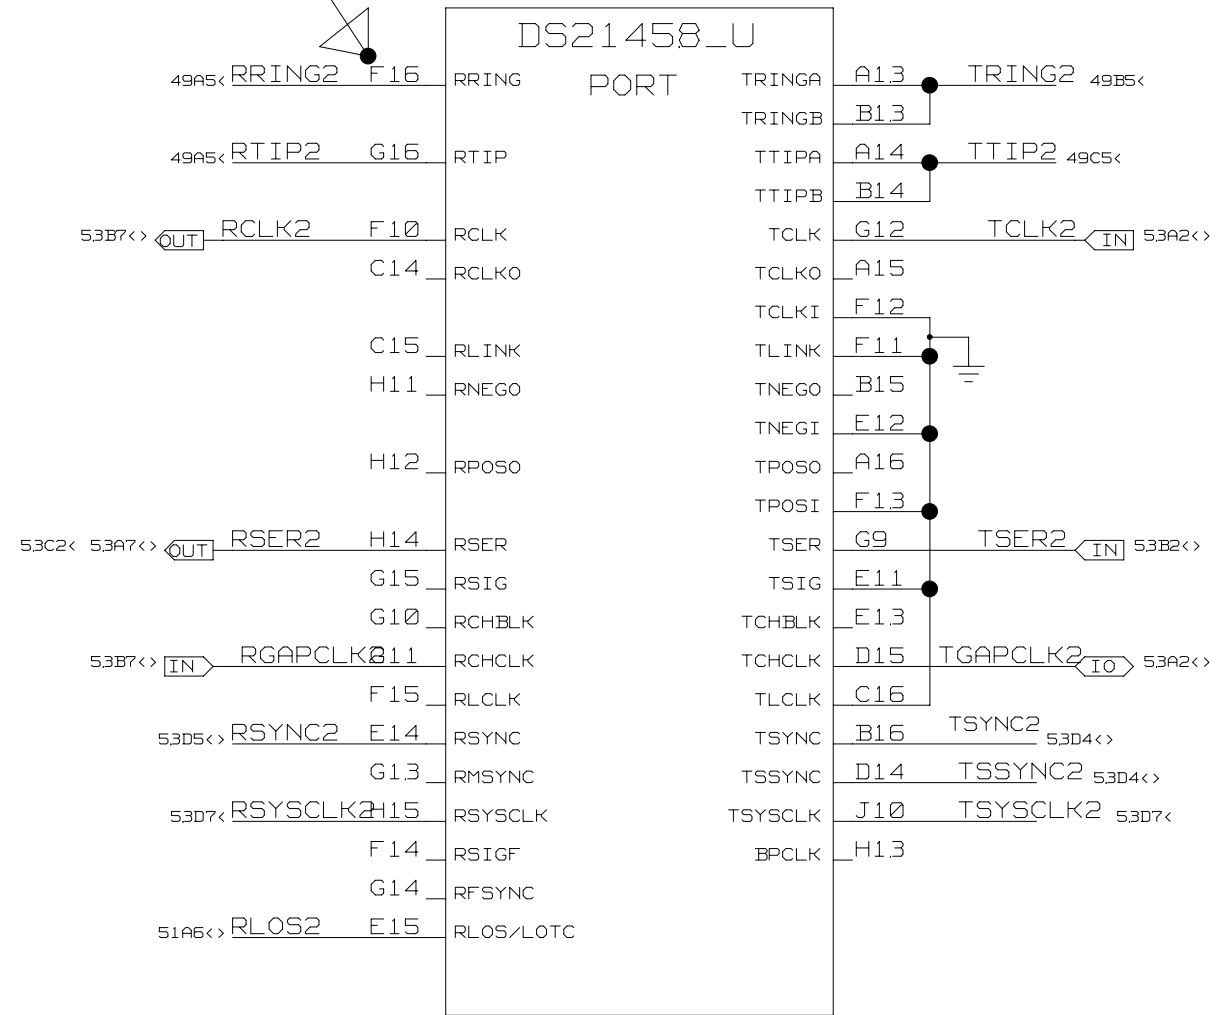 DS21458_U
PORT
49A5< RRING2 F16 RRING TRINGA A13 TRING2 49B5<
TRINGB B13
49A5< RTIP2 G16 RTIP TTIPA A14 TTIP2 49C5<
TTIPB B14
53B7<> OUT RCLK2 F10 RCLK TCLK G12 TCLK2 IN 53A2<>
C14 RCLKO TCLKO A15
TCLKI F12
C15 RLINK TLINK F11
H11 RNEGO TNEGO B15
TNEGI E12
H12 RPOSO TPOSO A16
TPOSI F13
53C2< 53A7<> OUT RSER2 H14 RSER TSER G9 TSER2 IN 53B2<>
G15 RSIG TSIG E11
G10 RCHBLK TCHBLK E13
53B7<> IN RGAPCLK2 G11 RCHCLK TCHCLK D15 TGAPCLK2 IO 53A2<>
F15 RLCLK TLCLK C16
53D5<> RSYNC2 E14 RSYNC TSYNC B16 TSYNC2 53D4<>
G13 RMSYNC TSSYNC D14 TSSYNC2 53D4<>
53D7< RSYSCLK2 H15 RSYSCLK TSYSCLK J10 TSYSCLK2 53D7<
F14 RSIGF BPCLK H13
G14 RFSYNC
51A6<> RLOS2 E15 RLOS/LOTC